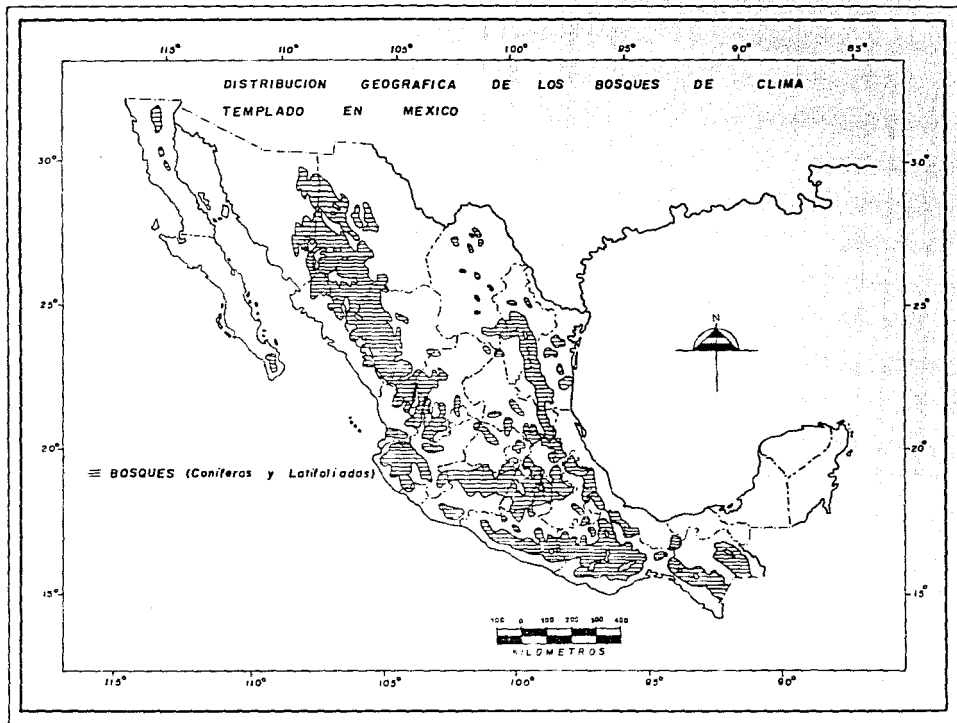 115° 110° 105° 100° 95° 90° 85°
DISTRIBUCION GEOGRAFICA DE LOS BOSQUES DE CLIMA
TEMPLADO EN MEXICO
30° 30°
25° 25°
N
20° 20°
BOSQUES (Coníferas y Latifoliadas)
15° 15°
100 0 100 200 300 400
KILOMETROS
115° 110° 105° 100° 95° 90°